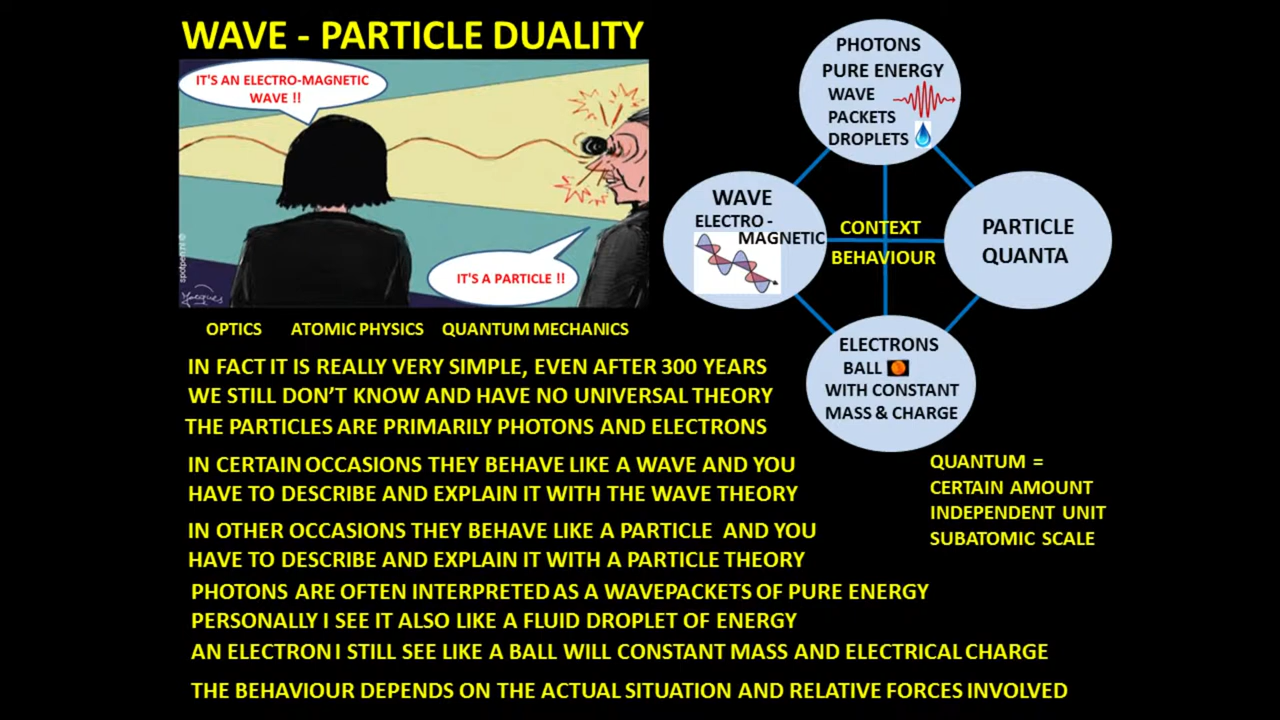 WAVE - PARTICLE DUALITY
IT'S AN ELECTRO-MAGNETIC
WAVE !!
IT'S A PARTICLE !!
spotpen.nl ©
Jacques
OPTICS ATOMIC PHYSICS QUANTUM MECHANICS
IN FACT IT IS REALLY VERY SIMPLE, EVEN AFTER 300 YEARS
WE STILL DON'T KNOW AND HAVE NO UNIVERSAL THEORY
THE PARTICLES ARE PRIMARILY PHOTONS AND ELECTRONS
IN CERTAIN OCCASIONS THEY BEHAVE LIKE A WAVE AND YOU
HAVE TO DESCRIBE AND EXPLAIN IT WITH THE WAVE THEORY
IN OTHER OCCASIONS THEY BEHAVE LIKE A PARTICLE AND YOU
HAVE TO DESCRIBE AND EXPLAIN IT WITH A PARTICLE THEORY
PHOTONS ARE OFTEN INTERPRETED AS A WAVEPACKETS OF PURE ENERGY
PERSONALLY I SEE IT ALSO LIKE A FLUID DROPLET OF ENERGY
AN ELECTRON I STILL SEE LIKE A BALL WILL CONSTANT MASS AND ELECTRICAL CHARGE
THE BEHAVIOUR DEPENDS ON THE ACTUAL SITUATION AND RELATIVE FORCES INVOLVED
PHOTONS
PURE ENERGY
WAVE
PACKETS
DROPLETS
WAVE
ELECTRO -
MAGNETIC
CONTEXT
BEHAVIOUR
PARTICLE
QUANTA
ELECTRONS
BALL
WITH CONSTANT
MASS & CHARGE
QUANTUM =
CERTAIN AMOUNT
INDEPENDENT UNIT
SUBATOMIC SCALE